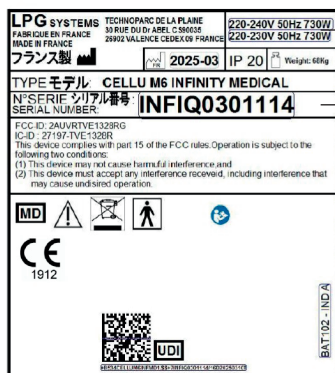 LPG SYSTEMS
FABRIQUE EN FRANCE
MADE IN FRANCE
フランス製
TECHNOPARC DE LA PLAINE
30 RUE DU Dr ABEL C S90035
26902 VALENCE CEDEX 09 FRANCE
220-240V 50Hz 730W
220-230V 50Hz 730W
FR
2025-03
IP 20
Weight: 68Kg
TYPE モデル: CELLU M6 INFINITY MEDICAL
N°SERIE シリアル番号:
SERIAL NUMBER:
INFIQ0301114
FCC-ID: 2AUVRTVE1328RG
IC-ID : 27197-TVE1328R
This device complies with part 15 of the FCC rules.Operation is subject to the
following two conditions:
(1) This device may not cause harmful interference,and
(2) This device must accept any interference receveid, including interference that
may cause undisired operation.
MD
CE
1912
UDI
BAT102 - IND A